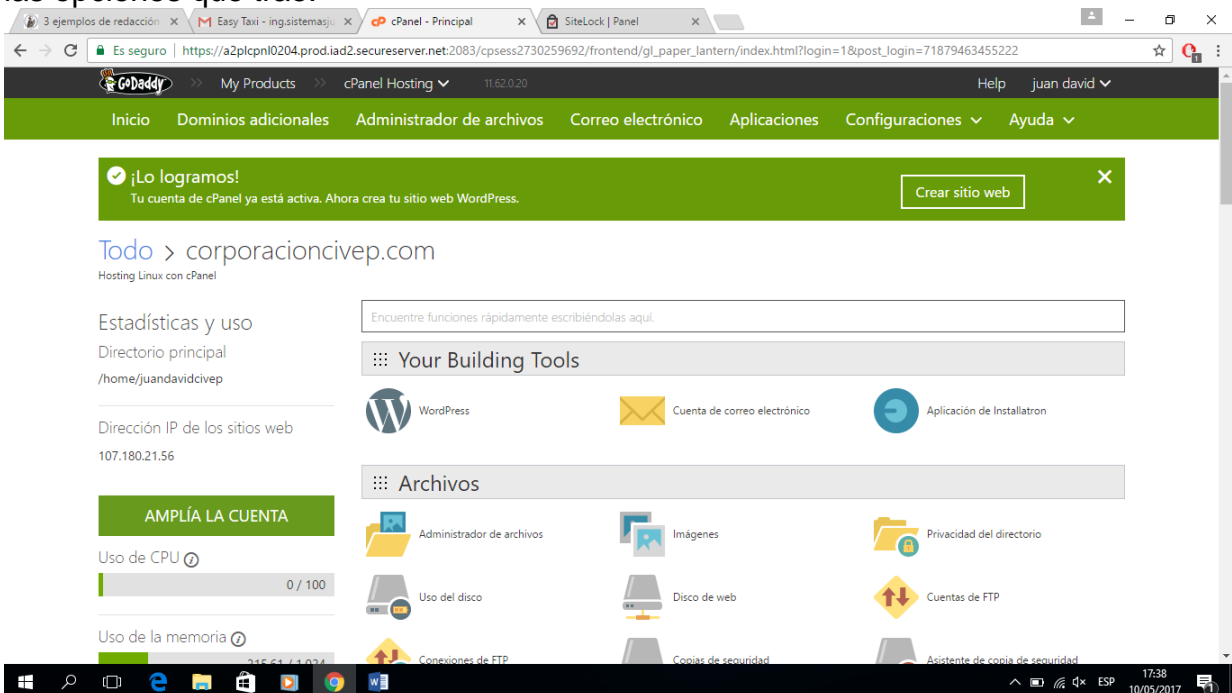 las opciones que trae.
3 ejemplos de redacción
Easy Taxi - ing.sistemasju
cPanel - Principal
SiteLock | Panel
Es seguro | https://a2plcpnl0204.prod.iad2.secureserver.net:2083/cpsess2730259692/frontend/gl_paper_lantern/index.html?login=1&post_login=71879463455222
GoDaddy >> My Products >> cPanel Hosting 11.62.0.20 Help juan david
Inicio Dominios adicionales Administrador de archivos Correo electrónico Aplicaciones Configuraciones Ayuda
¡Lo logramos!
Tu cuenta de cPanel ya está activa. Ahora crea tu sitio web WordPress.
Crear sitio web
Todo > corporacioncivep.com
Hosting Linux con cPanel
Estadísticas y uso
Directorio principal
/home/juandavidcivep
Dirección IP de los sitios web
107.180.21.56
AMPLÍA LA CUENTA
Uso de CPU
0 / 100
Uso de la memoria
215.61 / 1.024
Encuentre funciones rápidamente escribiéndolas aquí.
Your Building Tools
WordPress
Cuenta de correo electrónico
Aplicación de Installatron
Archivos
Administrador de archivos
Imágenes
Privacidad del directorio
Uso del disco
Disco de web
Cuentas de FTP
Conexiones de FTP
Copias de seguridad
Asistente de copia de seguridad
ESP
17:38
10/05/2017